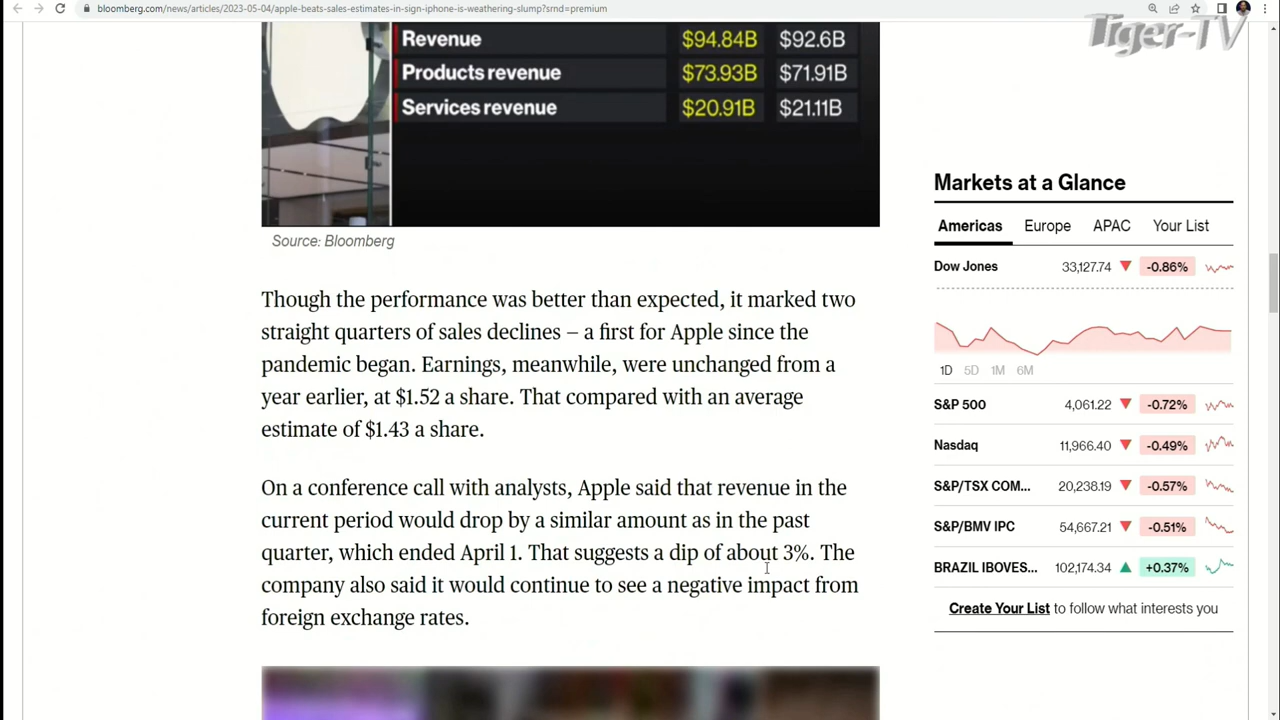 bloomberg.com/news/articles/2023-05-04/apple-beats-sales-estimates-in-sign-iphone-is-weathering-slump?srnd=premium
Tiger-TV
Revenue $94.84B $92.6B
Products revenue $73.93B $71.91B
Services revenue $20.91B $21.11B
Source: Bloomberg
Though the performance was better than expected, it marked two
straight quarters of sales declines – a first for Apple since the
pandemic began. Earnings, meanwhile, were unchanged from a
year earlier, at $1.52 a share. That compared with an average
estimate of $1.43 a share.
On a conference call with analysts, Apple said that revenue in the
current period would drop by a similar amount as in the past
quarter, which ended April 1. That suggests a dip of about 3%. The
company also said it would continue to see a negative impact from
foreign exchange rates.
Markets at a Glance
Americas Europe APAC Your List
Dow Jones 33,127.74 -0.86%
1D 5D 1M 6M
S&P 500 4,061.22 -0.72%
Nasdaq 11,966.40 -0.49%
S&P/TSX COM... 20,238.19 -0.57%
S&P/BMV IPC 54,667.21 -0.51%
BRAZIL IBOVES... 102,174.34 +0.37%
Create Your List to follow what interests you